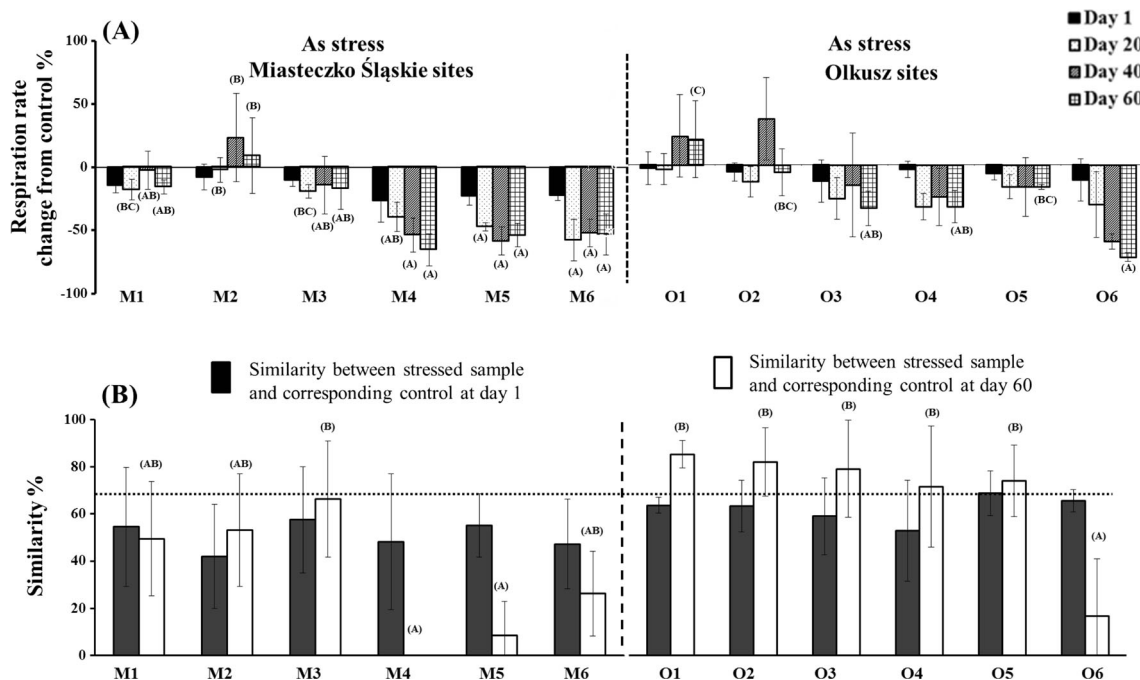 (A)
As stress
Miasteczko Śląskie sites
As stress
Olkusz sites
Day 1
Day 20
Day 40
Day 60
Respiration rate
change from control %
100
50
0
-50
-100
(BC)
(AB)
(AB)
(B)
(B)
(B)
(BC)
(AB)
(AB)
(AB)
(A)
(A)
(A)
(A)
(A)
(A)
(A)
(A)
(C)
(BC)
(AB)
(AB)
(BC)
(A)
M1 M2 M3 M4 M5 M6 O1 O2 O3 O4 O5 O6
(B)
Similarity between stressed sample
and corresponding control at day 1
Similarity between stressed sample
and corresponding control at day 60
Similarity %
100
80
60
40
20
0
(AB)
(AB)
(B)
(A)
(A)
(AB)
(B)
(B)
(B)
(B)
(B)
(A)
M1 M2 M3 M4 M5 M6 O1 O2 O3 O4 O5 O6